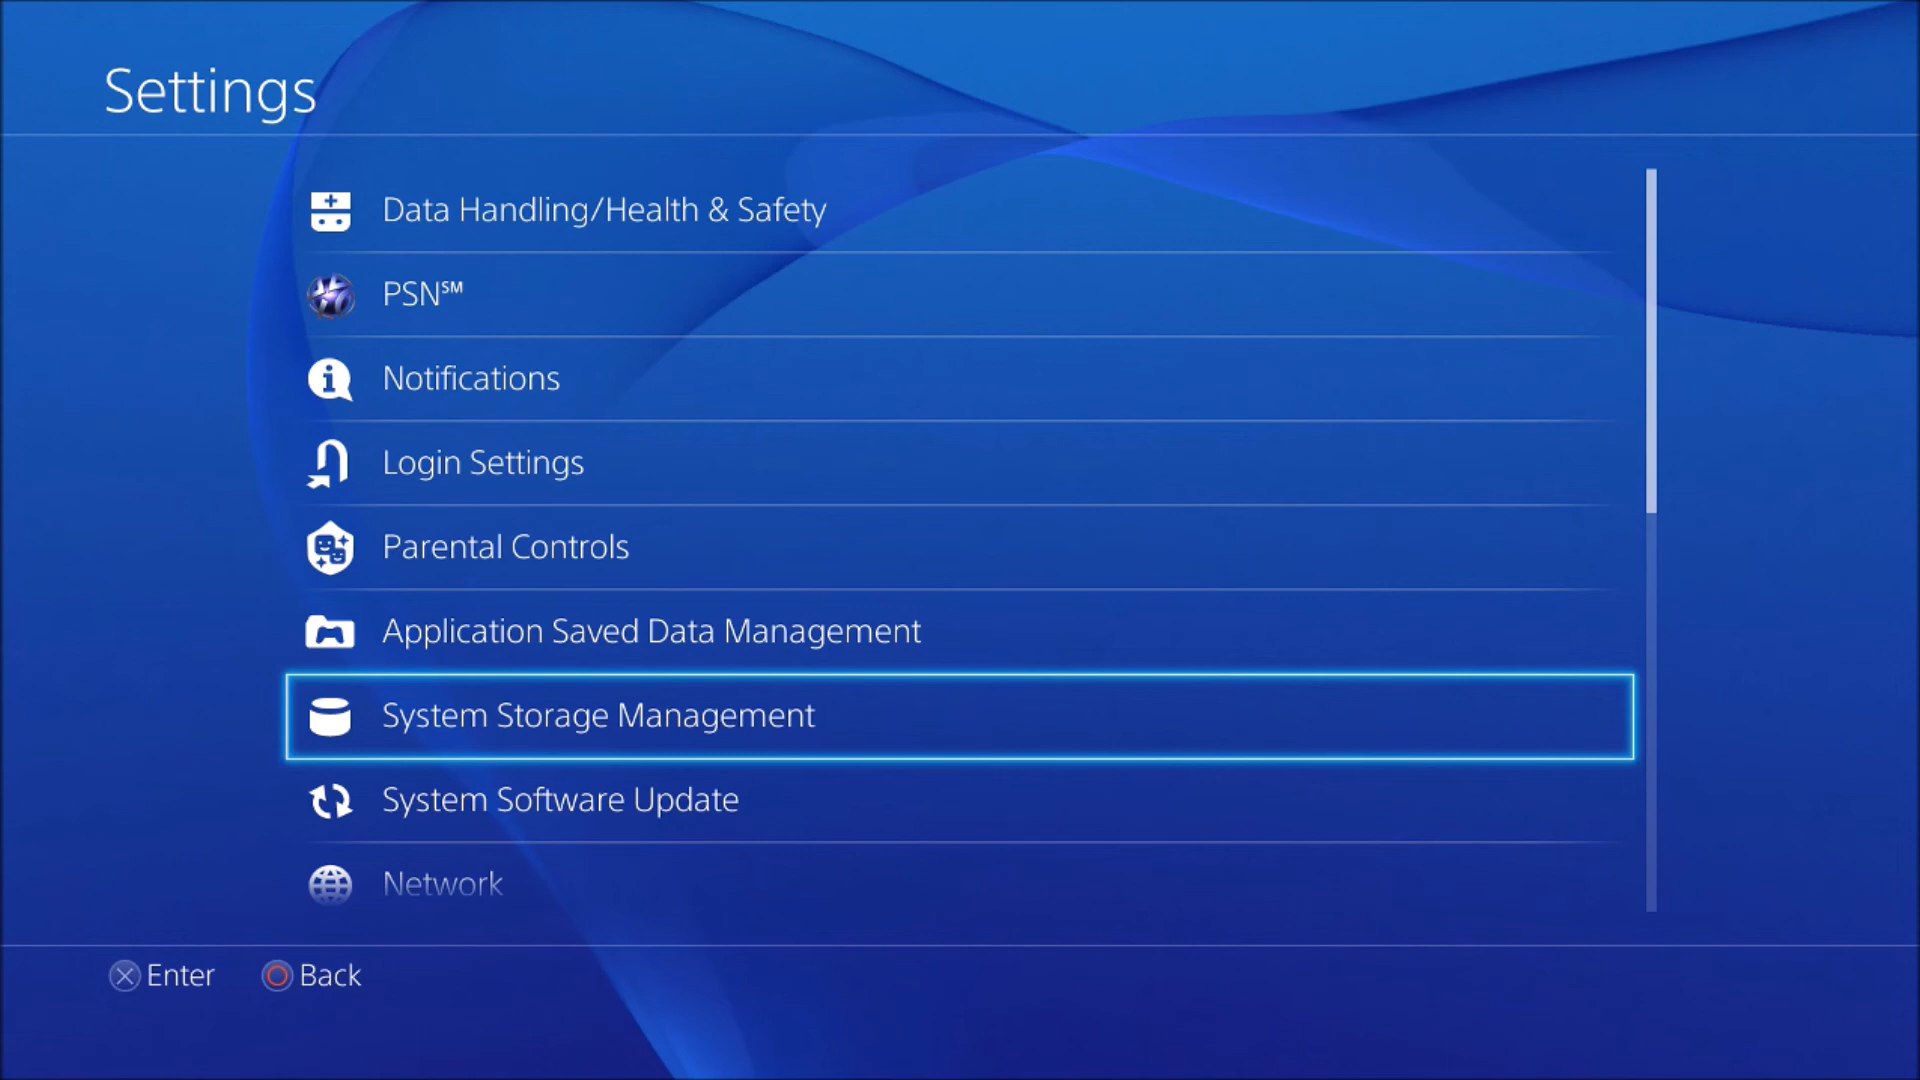 Settings
Data Handling/Health & Safety
PSN℠
Notifications
Login Settings
Parental Controls
Application Saved Data Management
System Storage Management
System Software Update
Network
Enter
Back